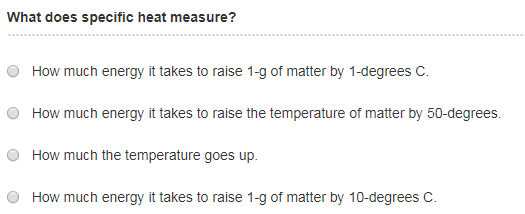 What does specific heat measure?
How much energy it takes to raise 1-g of matter by 1-degrees C.
How much energy it takes to raise the temperature of matter by 50-degrees.
How much the temperature goes up.
How much energy it takes to raise 1-g of matter by 10-degrees C.